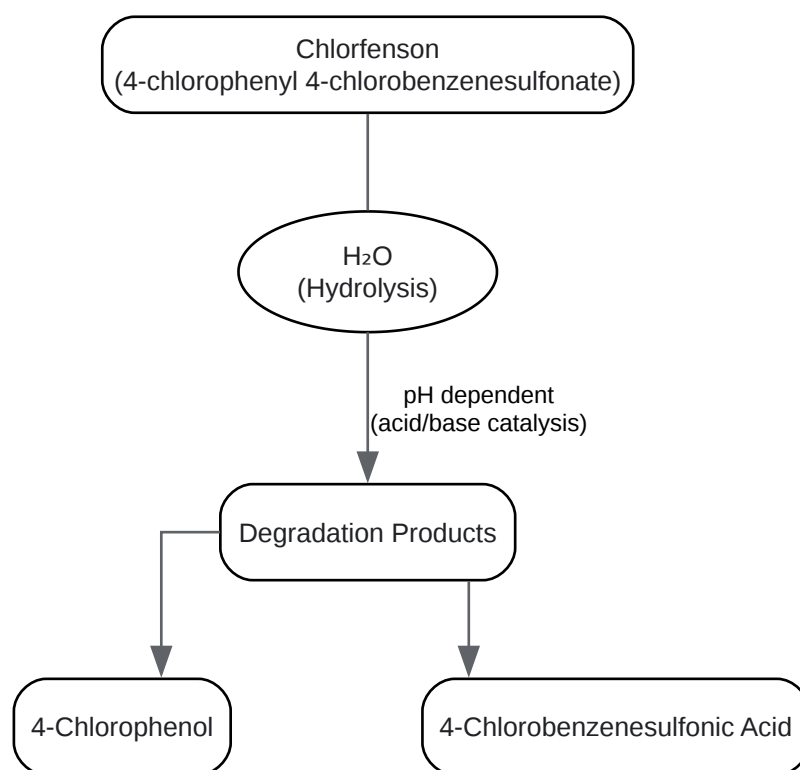 Chlorfenson
(4-chlorophenyl 4-chlorobenzenesulfonate)
H₂O
(Hydrolysis)
pH dependent
(acid/base catalysis)
Degradation Products
4-Chlorophenol
4-Chlorobenzenesulfonic Acid